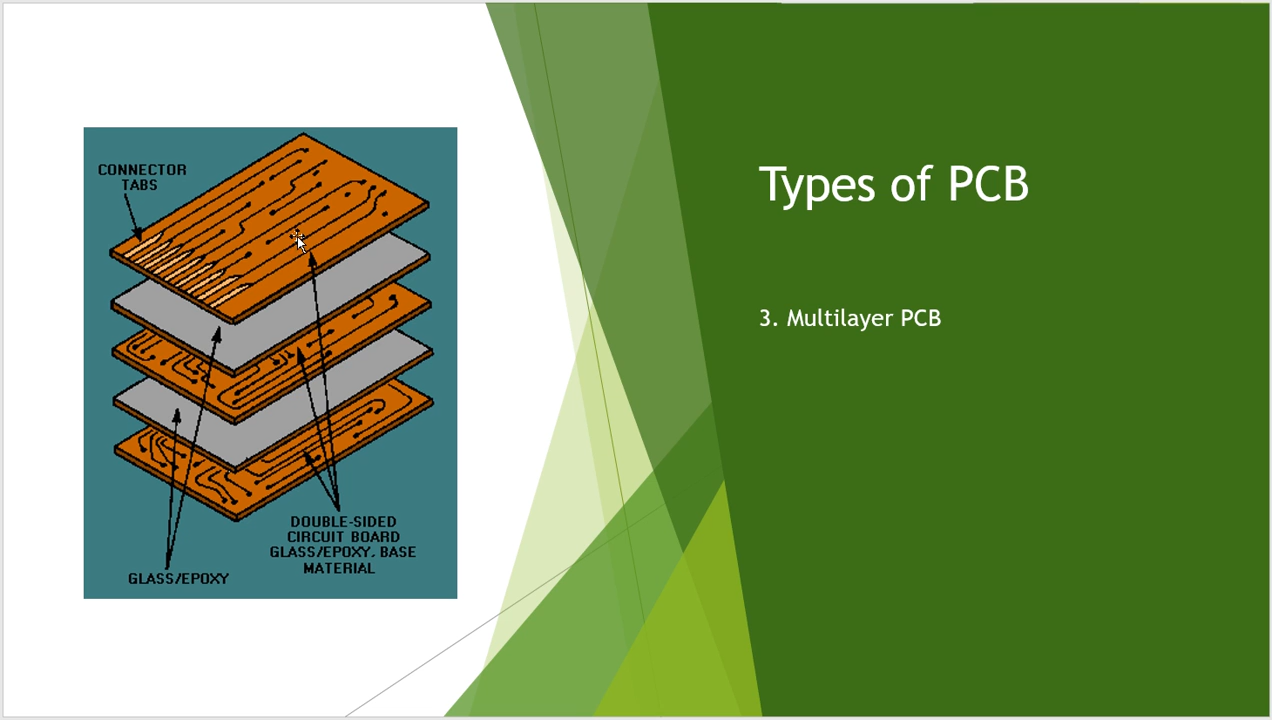 CONNECTOR
TABS
DOUBLE-SIDED
CIRCUIT BOARD
GLASS/EPOXY. BASE
MATERIAL
GLASS/EPOXY
Types of PCB
3. Multilayer PCB